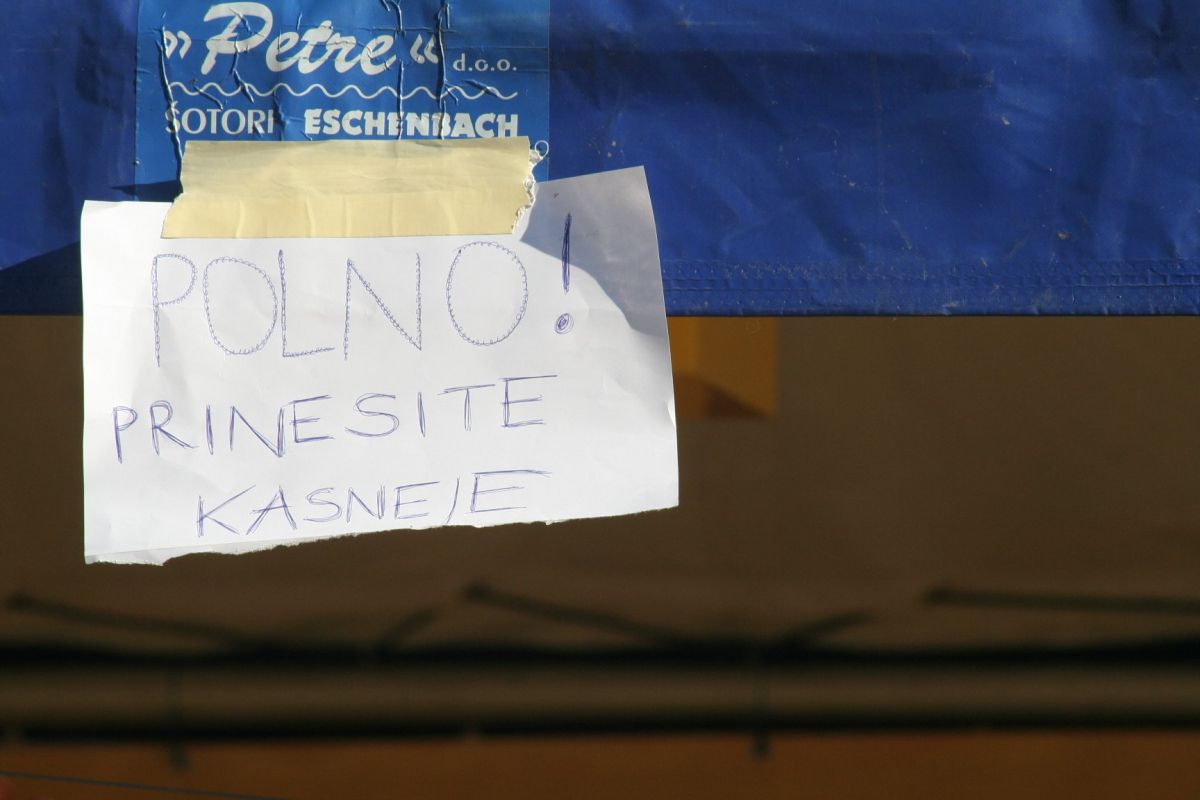 »Petre« d.o.o.
ŠOTORI ESCHENBACH
POLNO!
PRINESITE
KASNEJE